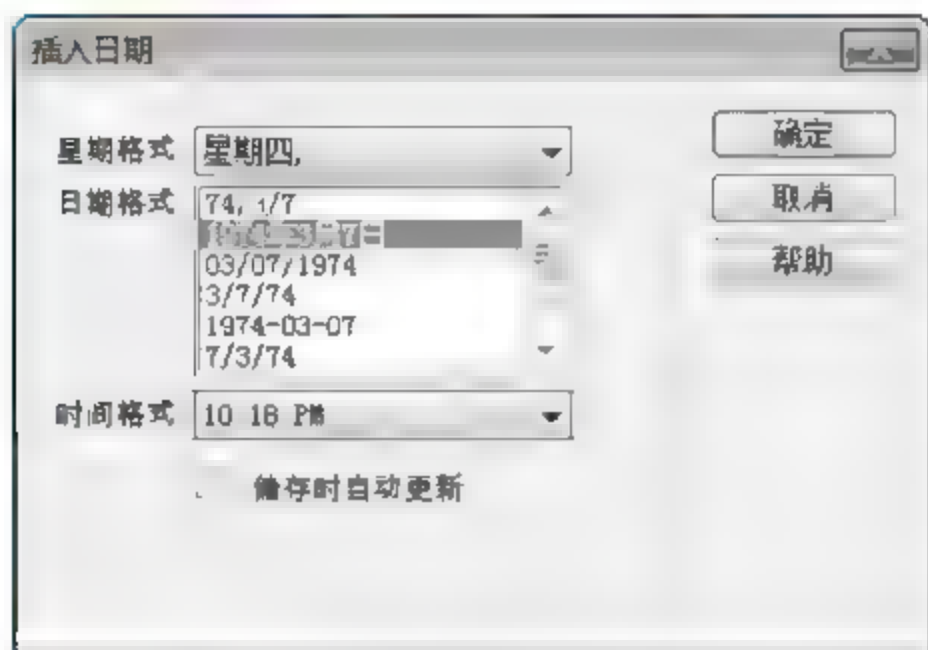 插入日期
星期格式 星期四,
确定
日期格式 74, 1/7
取消
03/07/1974
帮助
3/7/74
1974-03-07
7/3/74
时间格式 10 18 PM
储存时自动更新